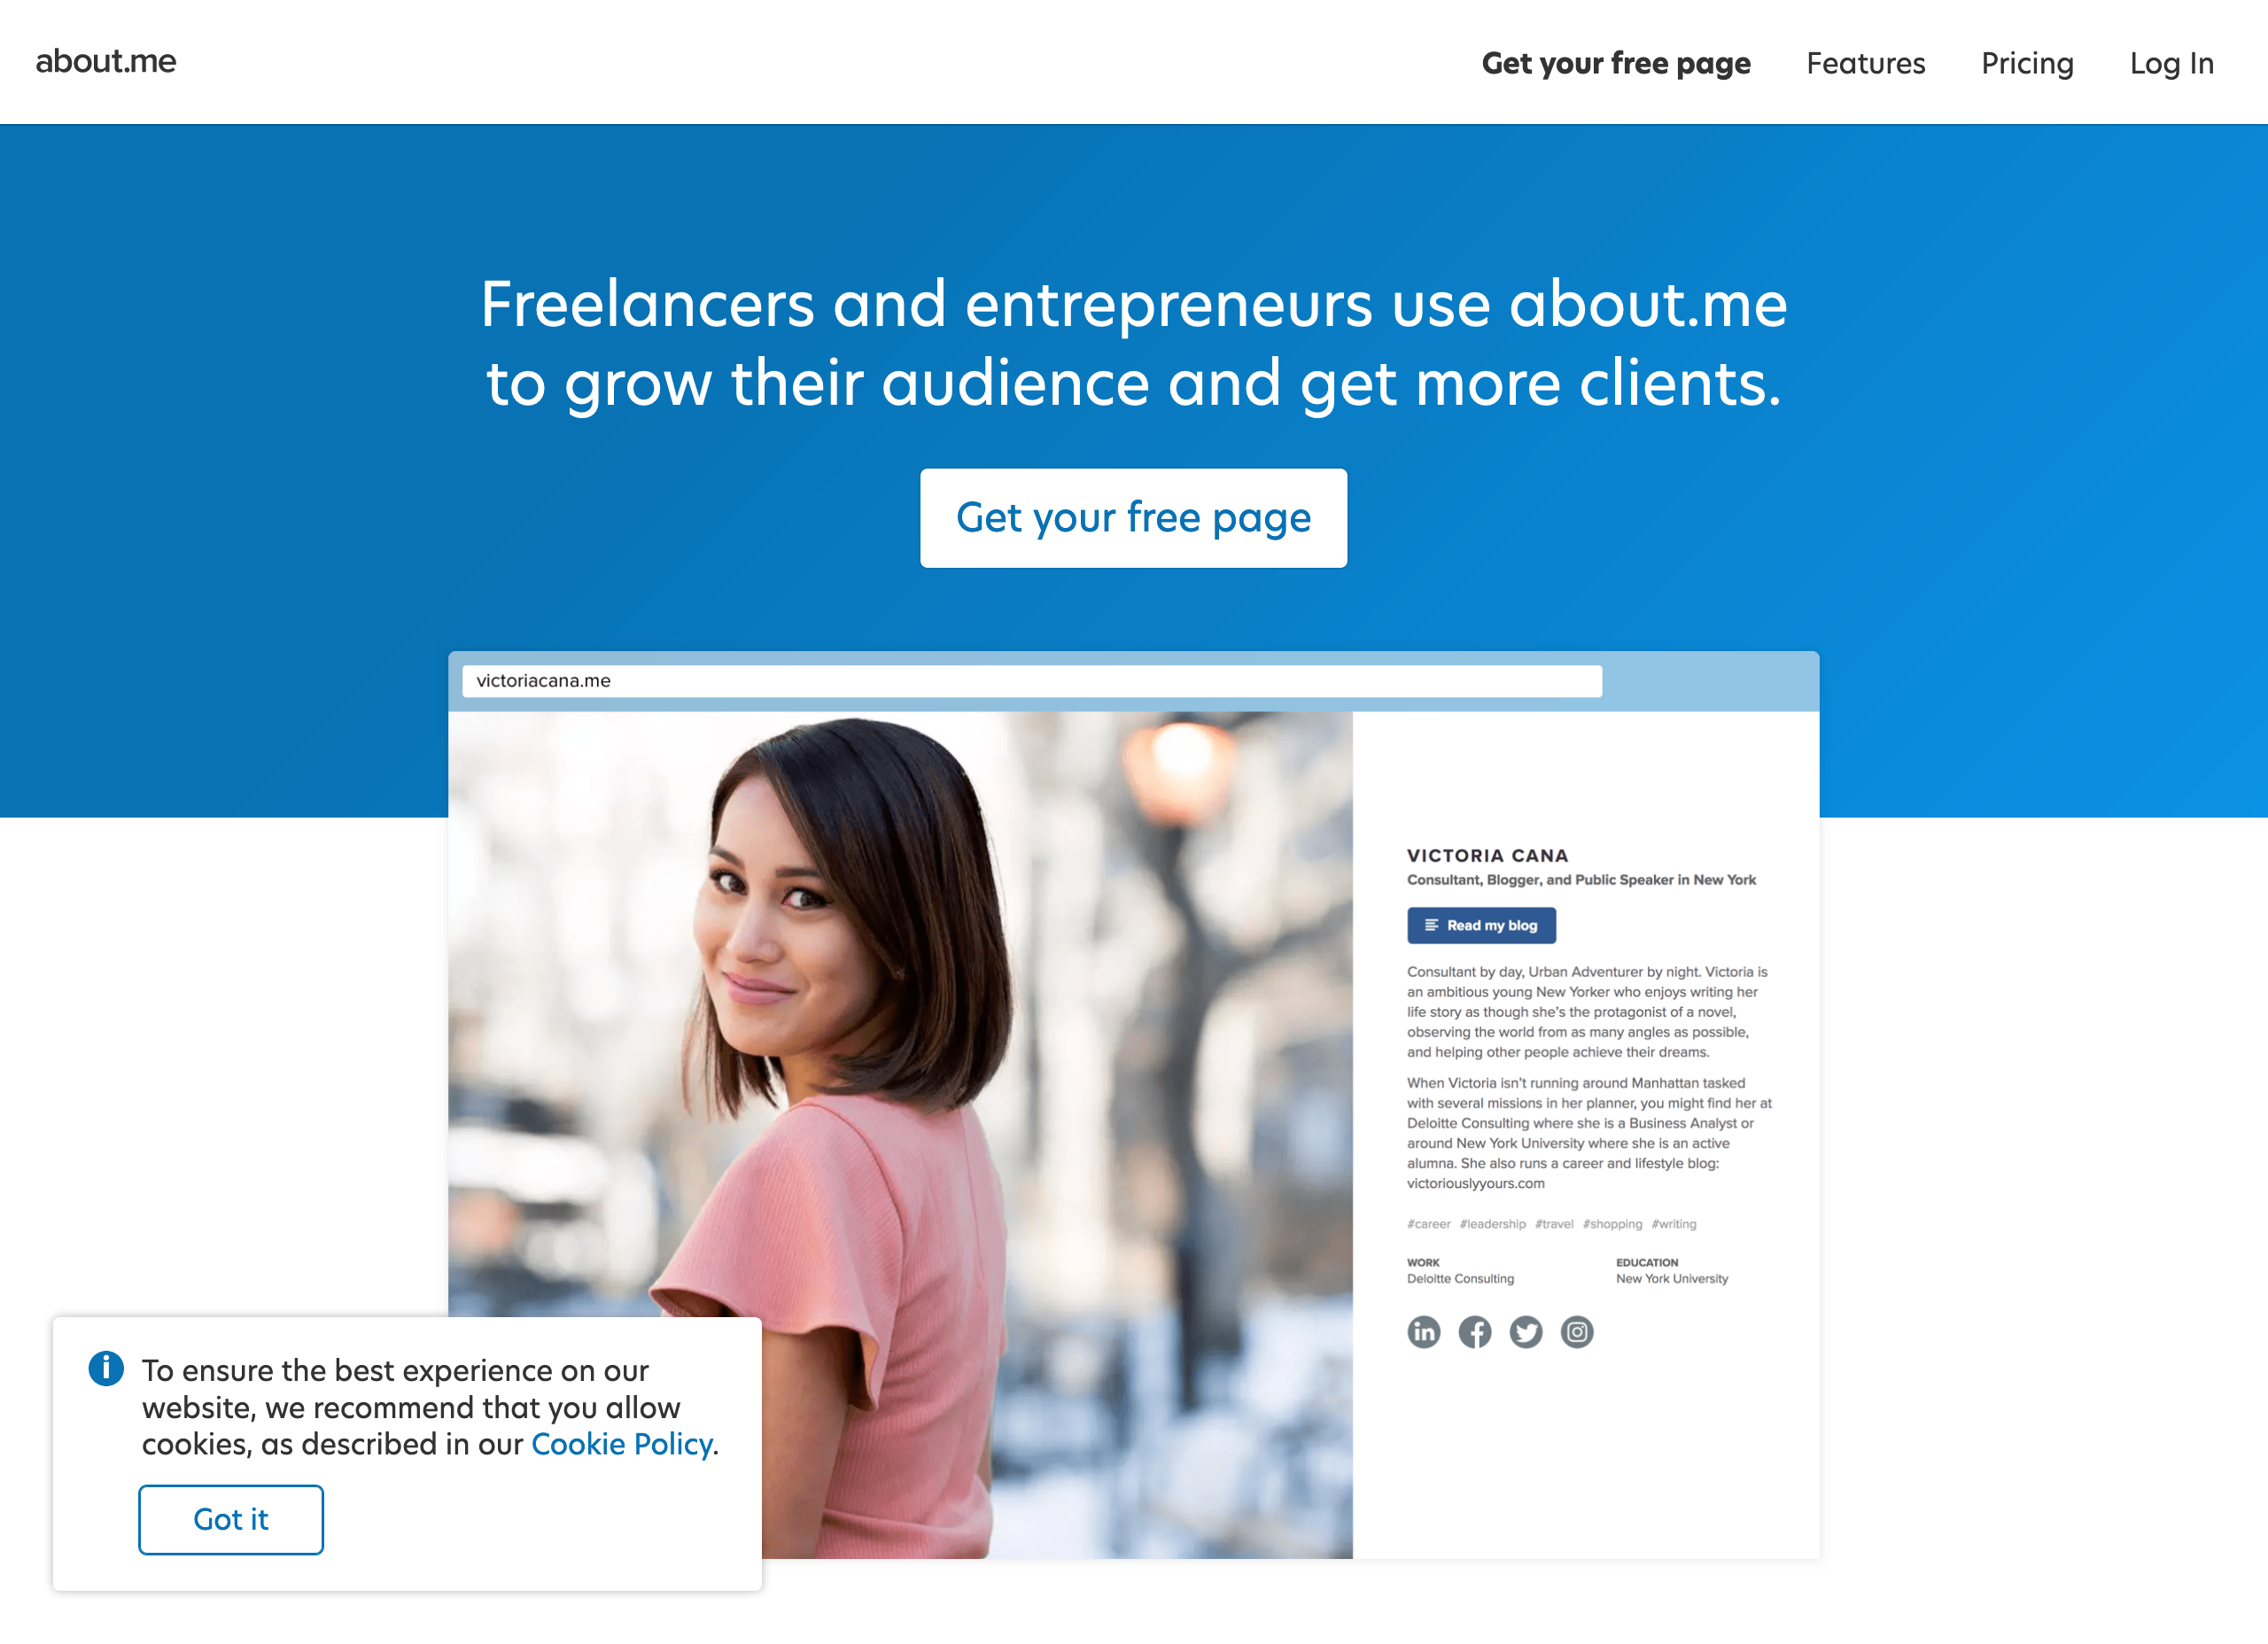 about.me
Get your free page
Features
Pricing
Log In
Freelancers and entrepreneurs use about.me
to grow their audience and get more clients.
Get your free page
victoriacana.me
VICTORIA CANA
Consultant, Blogger, and Public Speaker in New York
Read my blog
Consultant by day, Urban Adventurer by night. Victoria is
an ambitious young New Yorker who enjoys writing her
life story as though she’s the protagonist of a novel,
observing the world from as many angles as possible,
and helping other people achieve their dreams.
When Victoria isn’t running around Manhattan tasked
with several missions in her planner, you might find her at
Deloitte Consulting where she is a Business Analyst or
around New York University where she is an active
alumna. She also runs a career and lifestyle blog:
victoriouslyyours.com
#career #leadership #travel #shopping #writing
WORK
Deloitte Consulting
EDUCATION
New York University
To ensure the best experience on our
website, we recommend that you allow
cookies, as described in our Cookie Policy.
Got it